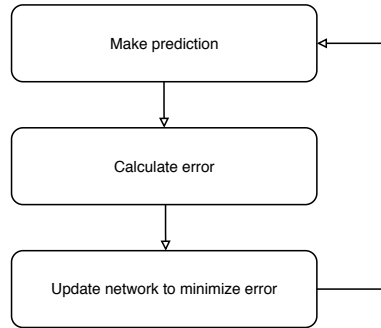 Make prediction
Calculate error
Update network to minimize error